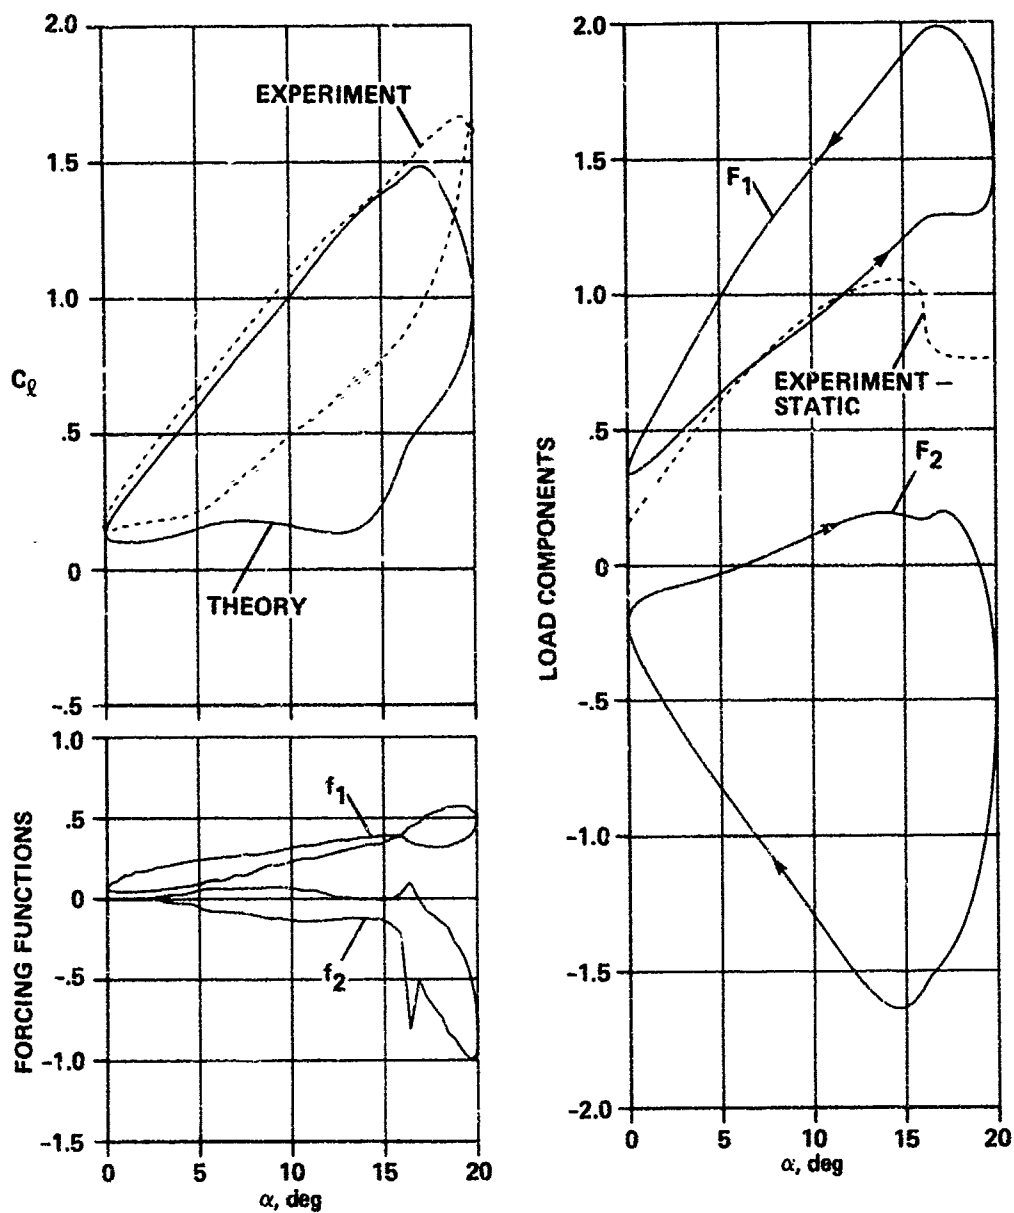 2.0
EXPERIMENT
1.5
1.0
Cℓ
.5
0
THEORY
-.5
1.0
f1
.5
0
f2
-.5
-1.0
-1.5
0 5 10 15 20
α, deg
FORCING FUNCTIONS
2.0
F1
1.5
1.0
EXPERIMENT –
STATIC
.5
F2
0
-.5
-1.0
-1.5
-2.0
0 5 10 15 20
α, deg
LOAD COMPONENTS